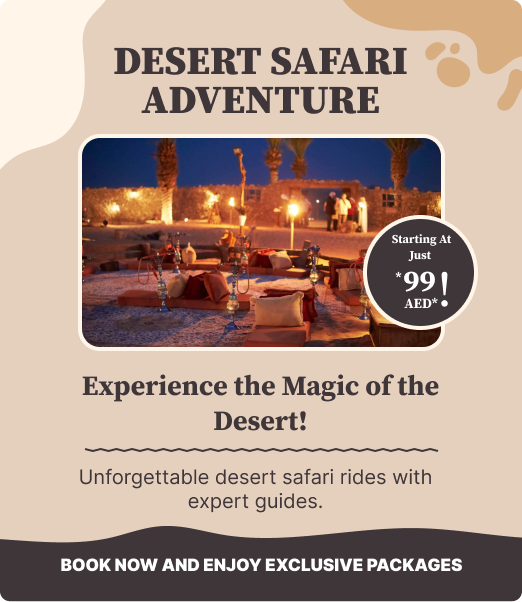 DESERT SAFARI
ADVENTURE
Starting At
Just
*99!
AED*
Experience the Magic of the
Desert!
Unforgettable desert safari rides with
expert guides.
BOOK NOW AND ENJOY EXCLUSIVE PACKAGES